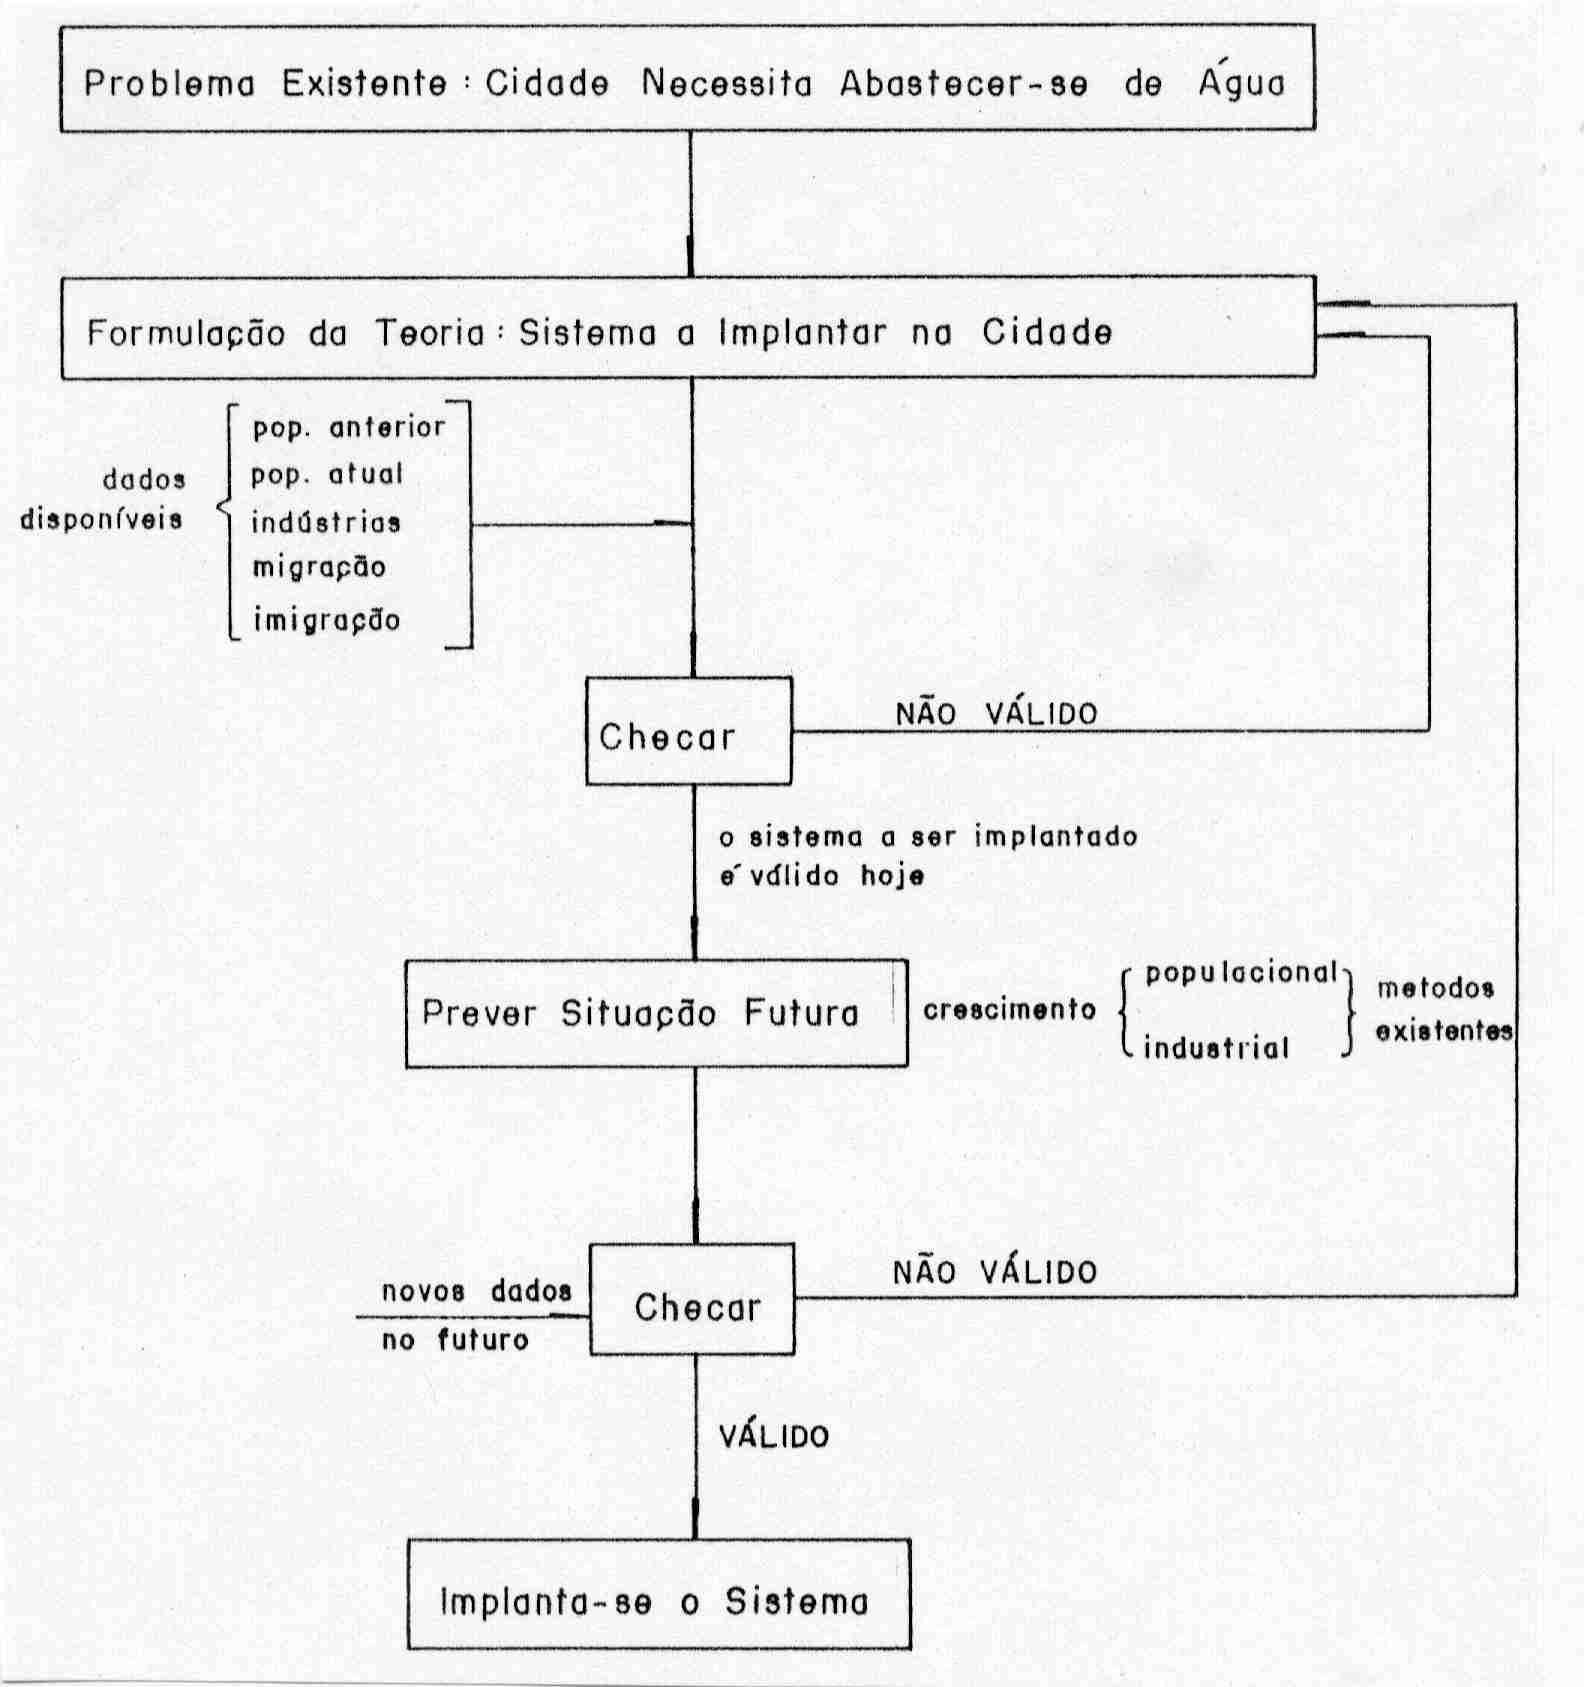 Problema Existente : Cidade Necessita Abastecer-se de Água
Formulação da Teoria : Sistema a Implantar na Cidade
dados
disponíveis
pop. anterior
pop. atual
indústrias
migração
imigração
Checar
NÃO VÁLIDO
o sistema a ser implantado
é válido hoje
Prever Situação Futura
crescimento
populacional
industrial
metodos
existentes
novos dados
no futuro
Checar
NÃO VÁLIDO
VÁLIDO
Implanta-se o Sistema